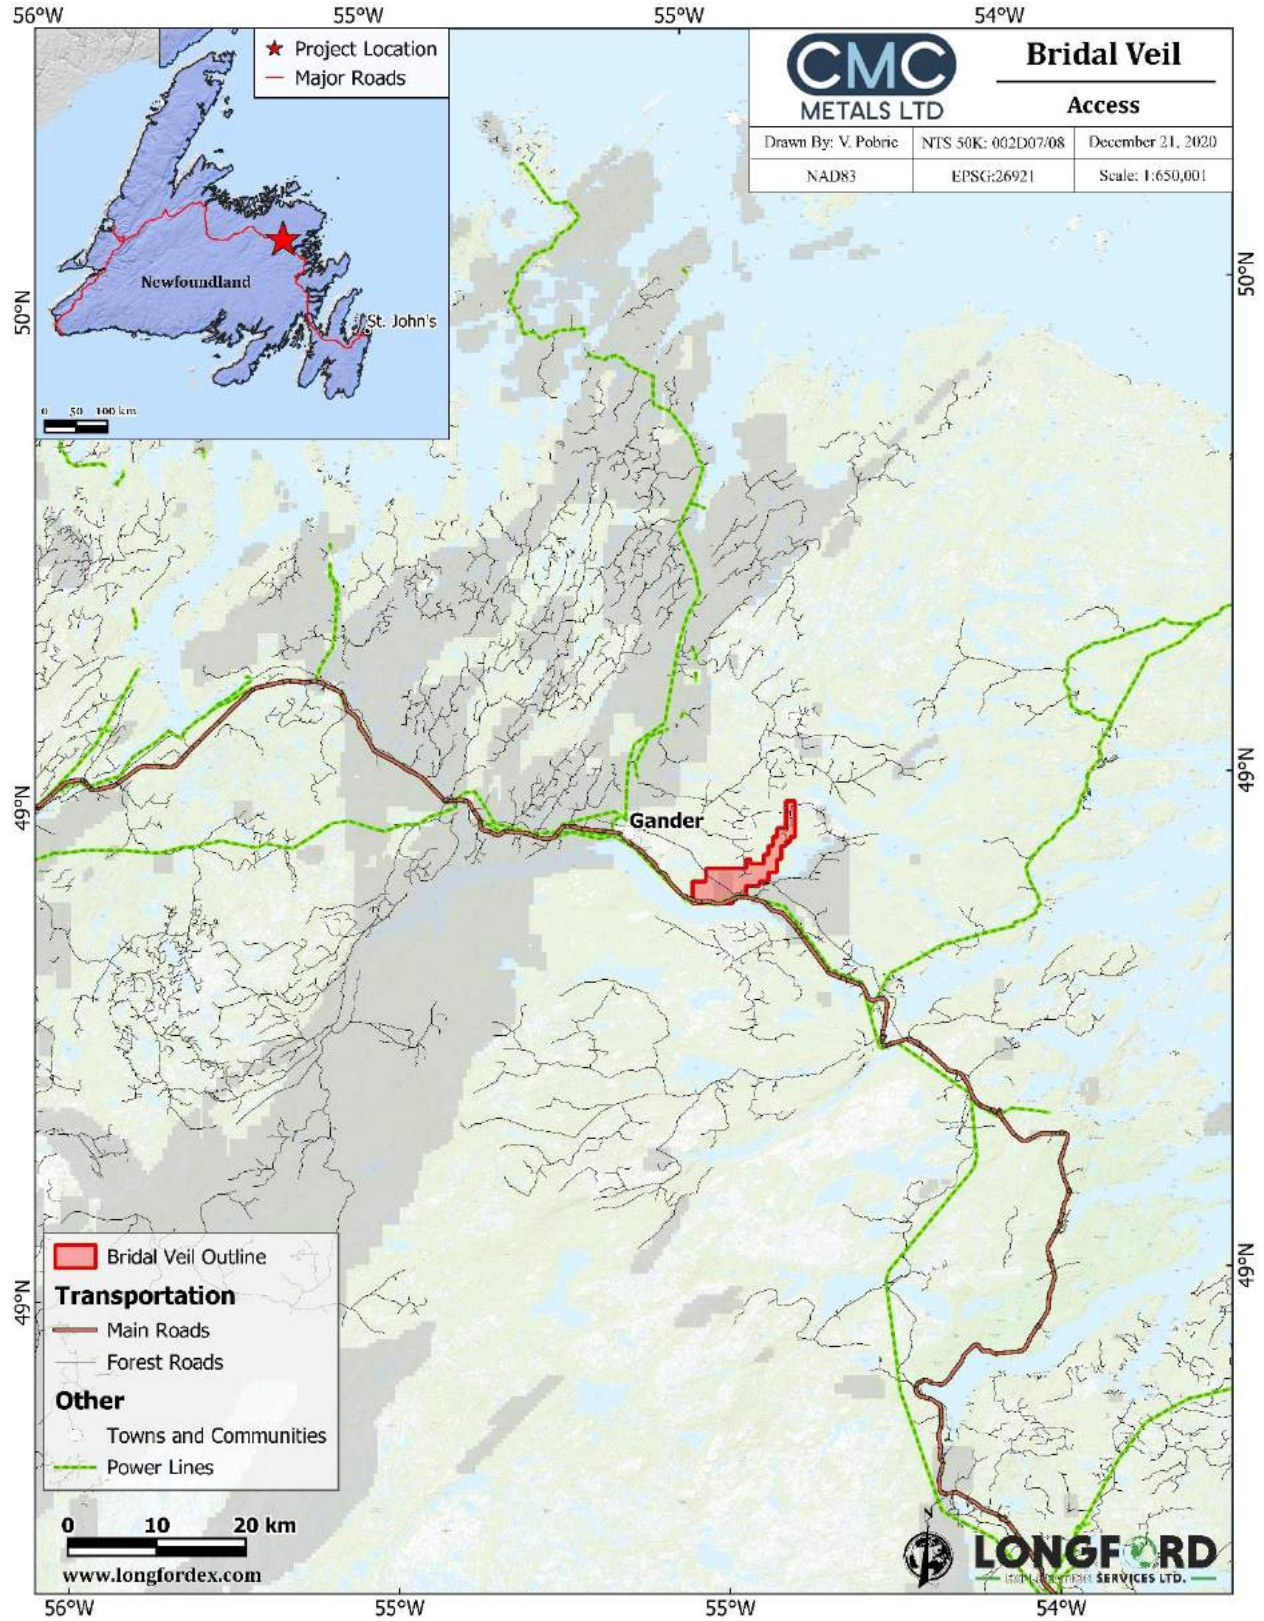 56°W
55°W
55°W
54°W
Project Location
Major Roads
Newfoundland
St. John's
0 50 100 km
CMC
METALS LTD
Bridal Veil
Access
Drawn By: V. Pobric
NTS 50K: 002D07/08
December 21, 2020
NAD83
EPSG:26921
Scale: 1:650,001
50°N
50°N
49°N
49°N
Gander
49°N
49°N
Bridal Veil Outline
Transportation
Main Roads
Forest Roads
Other
Towns and Communities
Power Lines
0 10 20 km
www.longfordex.com
N
LONGFORD
EXPLORATION SERVICES LTD.
56°W
55°W
55°W
54°W